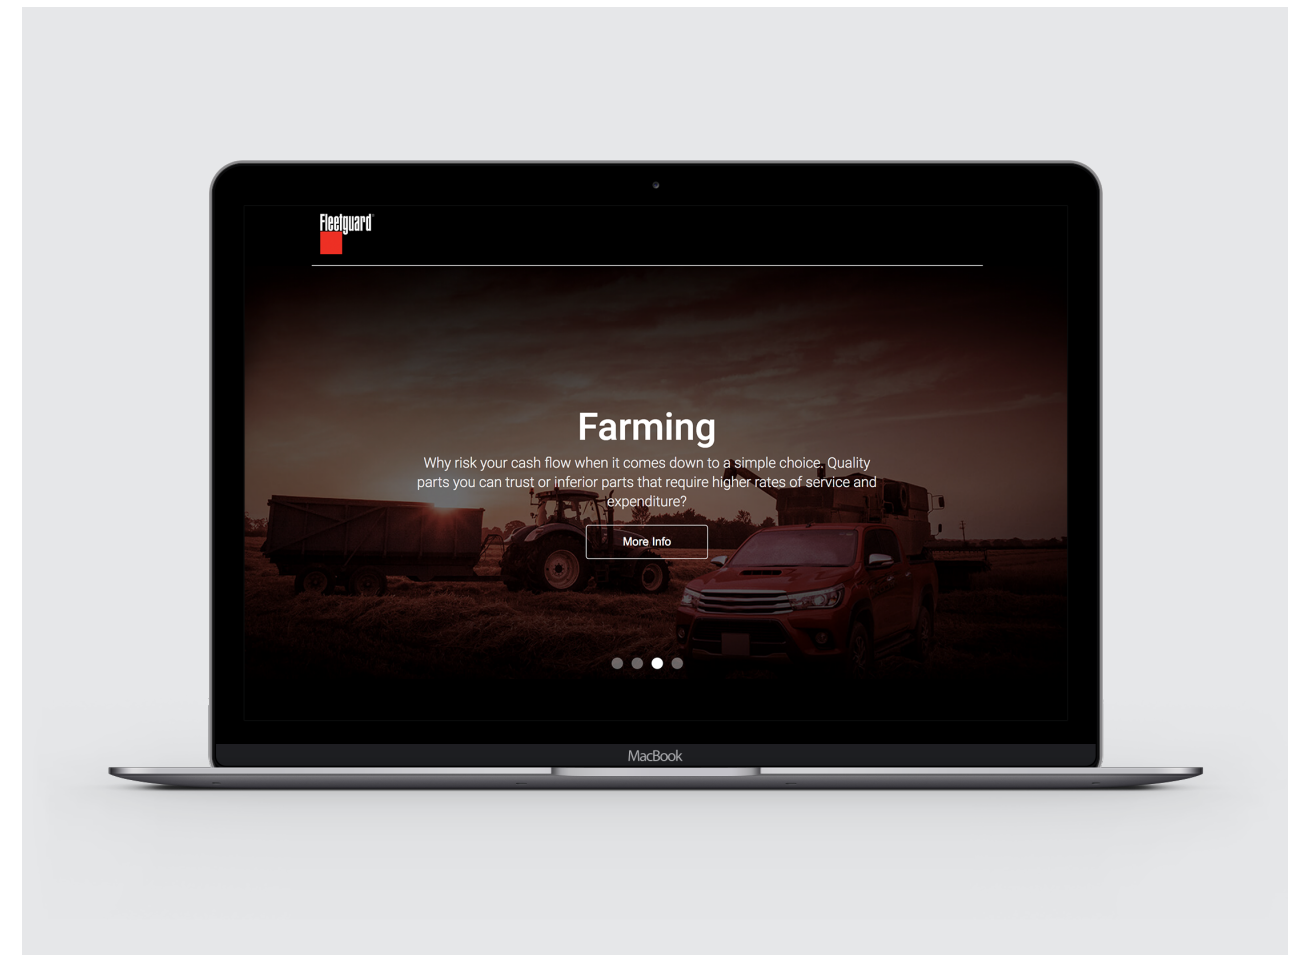 Fleetguard
Farming
Why risk your cash flow when it comes down to a simple choice. Quality
parts you can trust or inferior parts that require higher rates of service and
expenditure?
More Info
MacBook